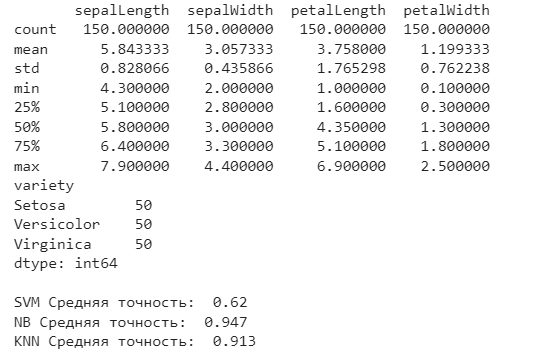 sepalLength sepalWidth petalLength petalWidth
count 150.000000 150.000000 150.000000 150.000000
mean 5.843333 3.057333 3.758000 1.199333
std 0.828066 0.435866 1.765298 0.762238
min 4.300000 2.000000 1.000000 0.100000
25% 5.100000 2.800000 1.600000 0.300000
50% 5.800000 3.000000 4.350000 1.300000
75% 6.400000 3.300000 5.100000 1.800000
max 7.900000 4.400000 6.900000 2.500000
variety
Setosa 50
Versicolor 50
Virginica 50
dtype: int64
SVM Средняя точность: 0.62
NB Средняя точность: 0.947
KNN Средняя точность: 0.913